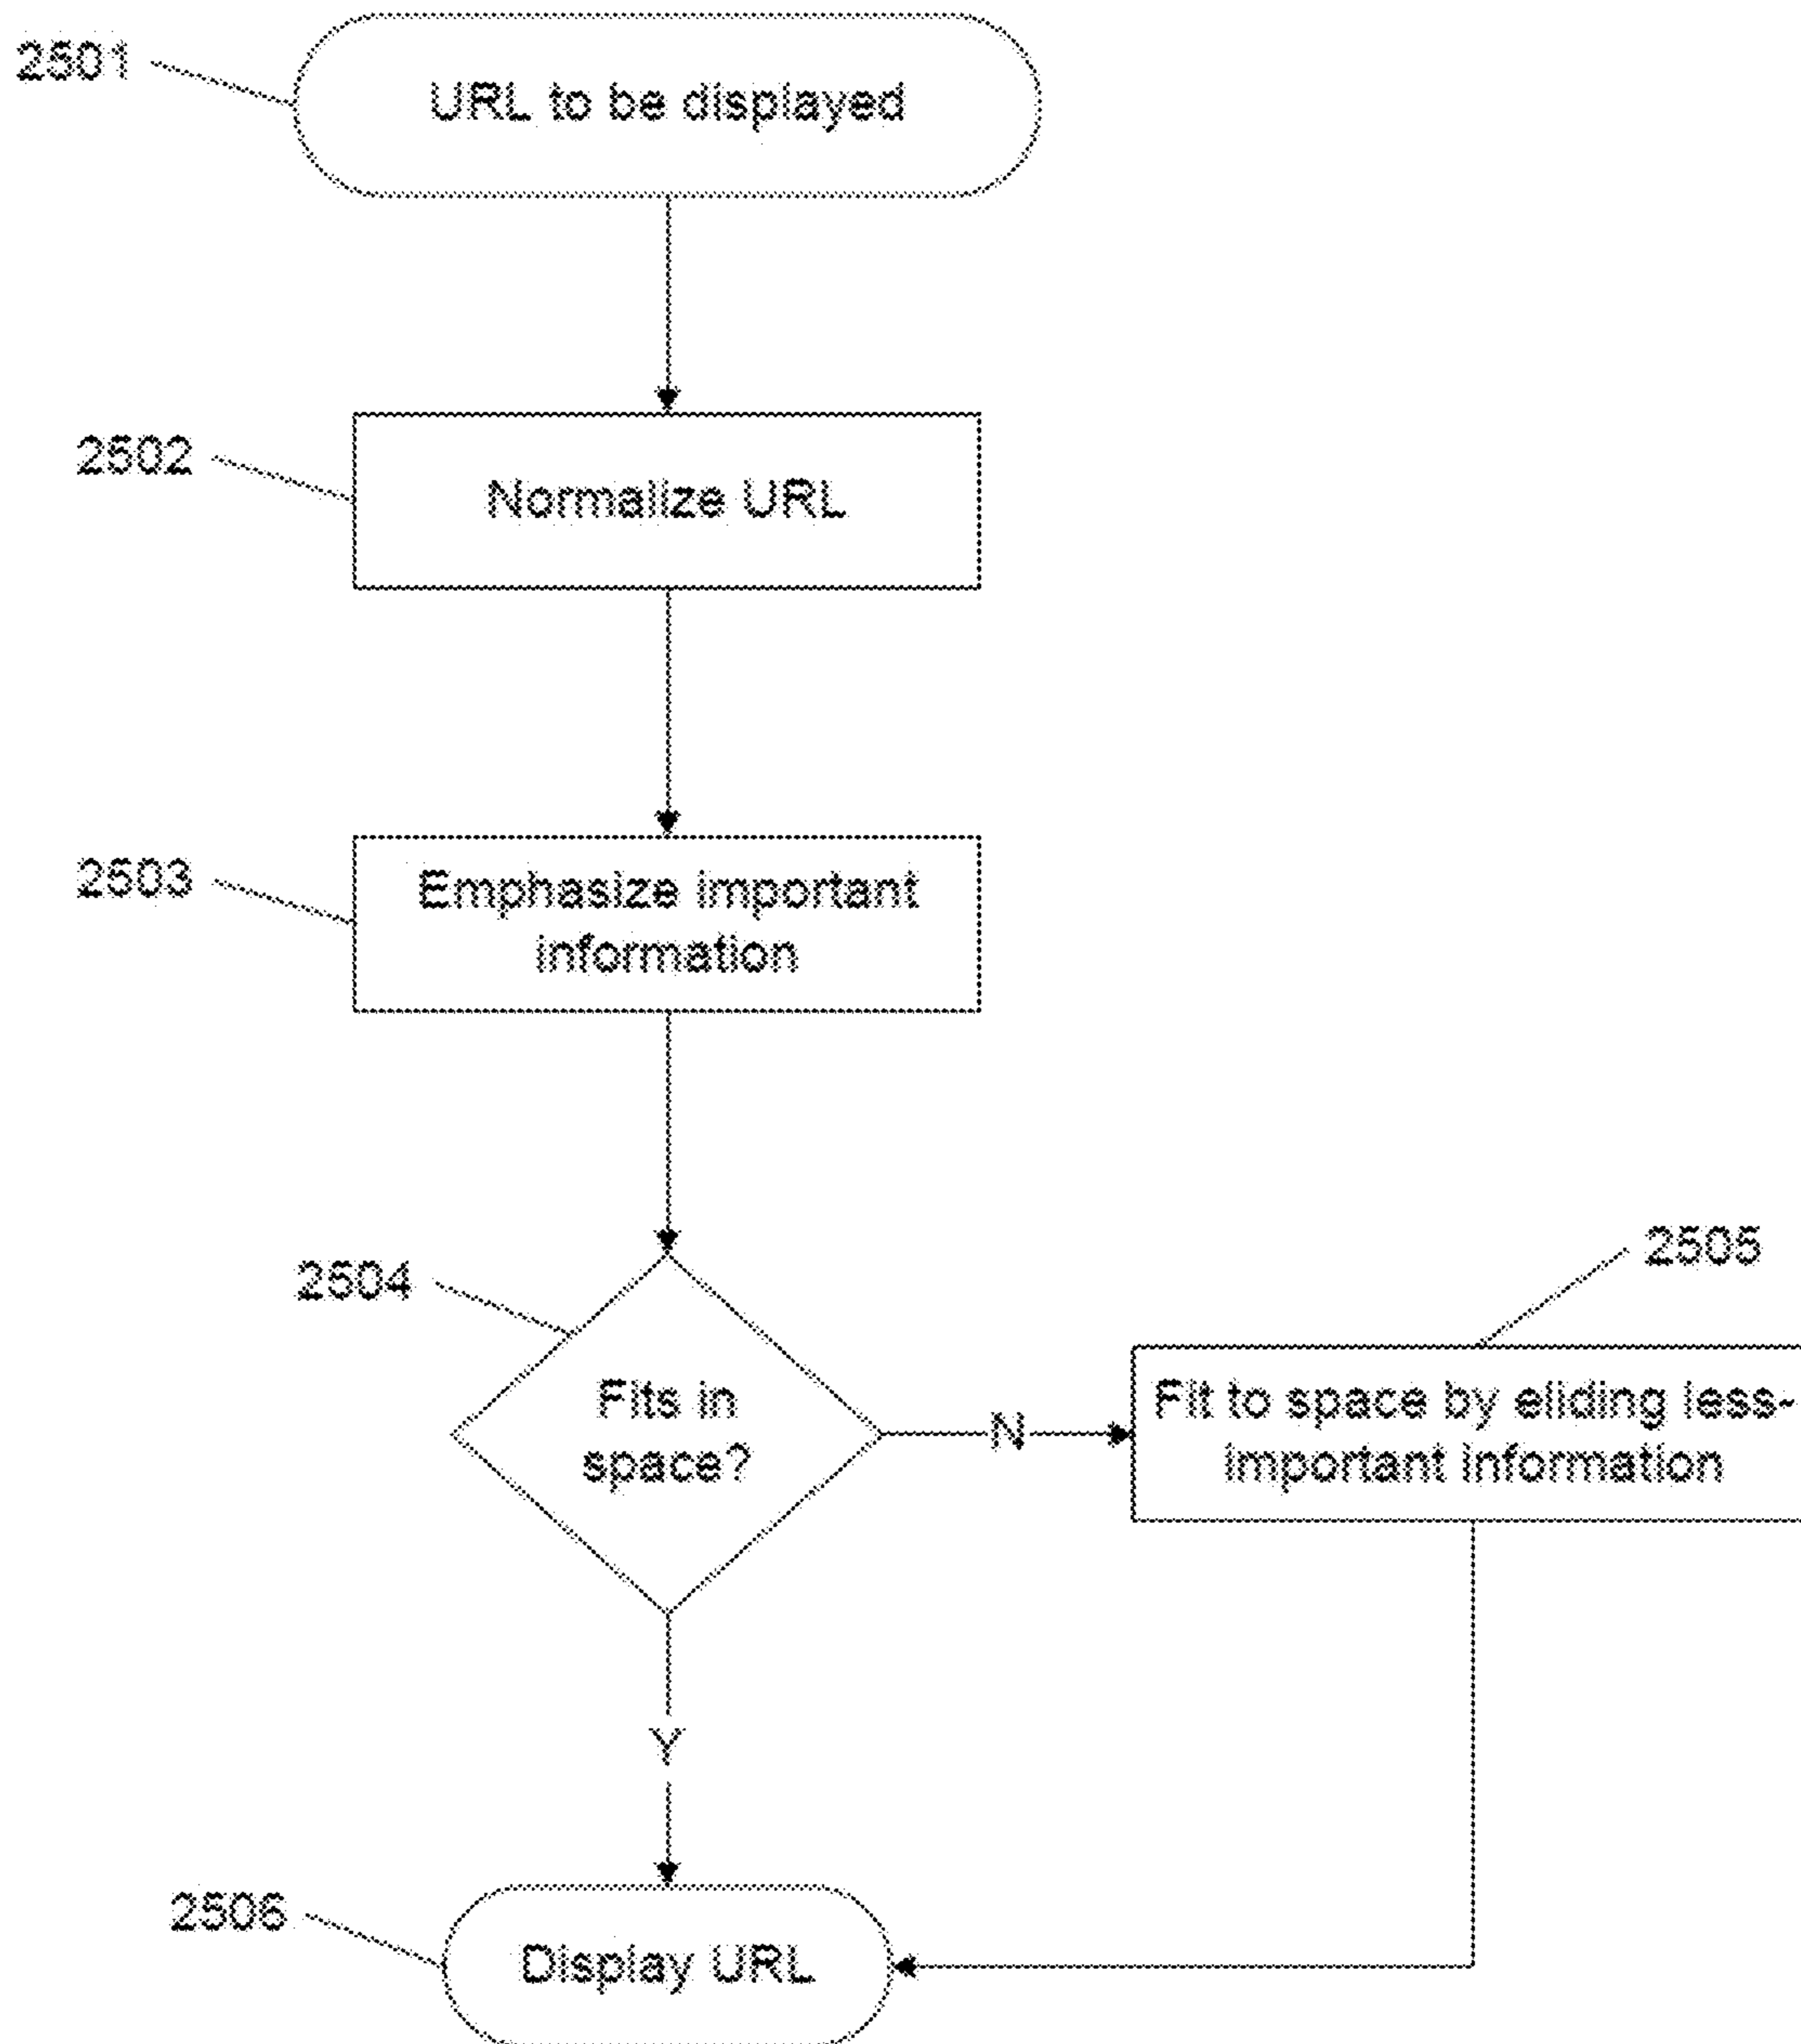 2501
URL to be displayed
2502
Normalize URL
2503
Emphasize important
information
2504
Fits in
space?
N
2505
Fit to space by eliding less-
important information
Y
2506
Display URL